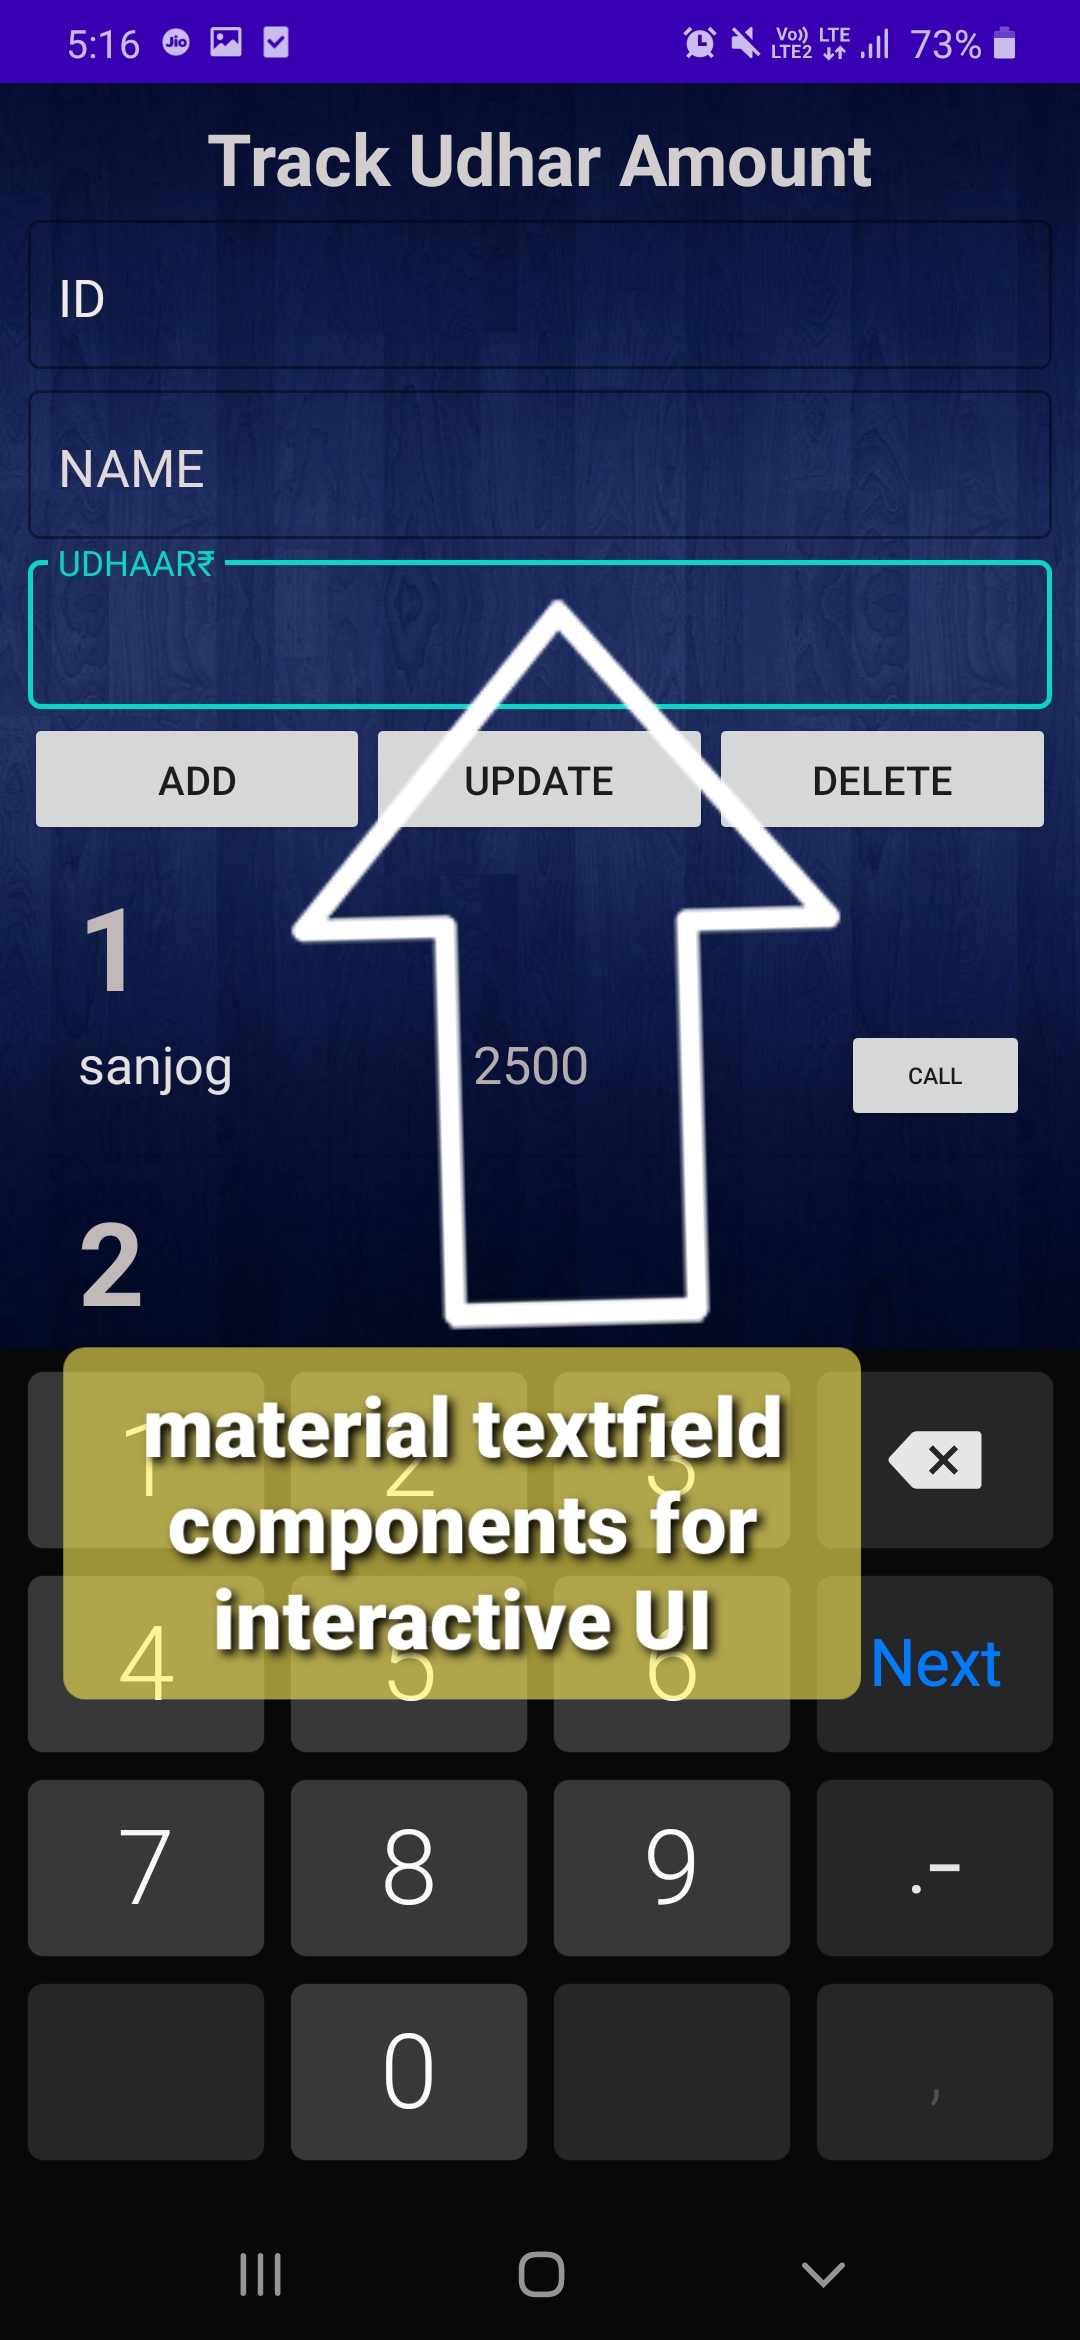 5:16 Jio Vo)) LTE2 LTE 73%
Track Udhar Amount
ID
NAME
UDHAAR₹
ADD UPDATE DELETE
1
sanjog 2500 CALL
2
material textfield
components for
interactive UI
1 2 3
4 5 6 Next
7 8 9 .-
0 ,